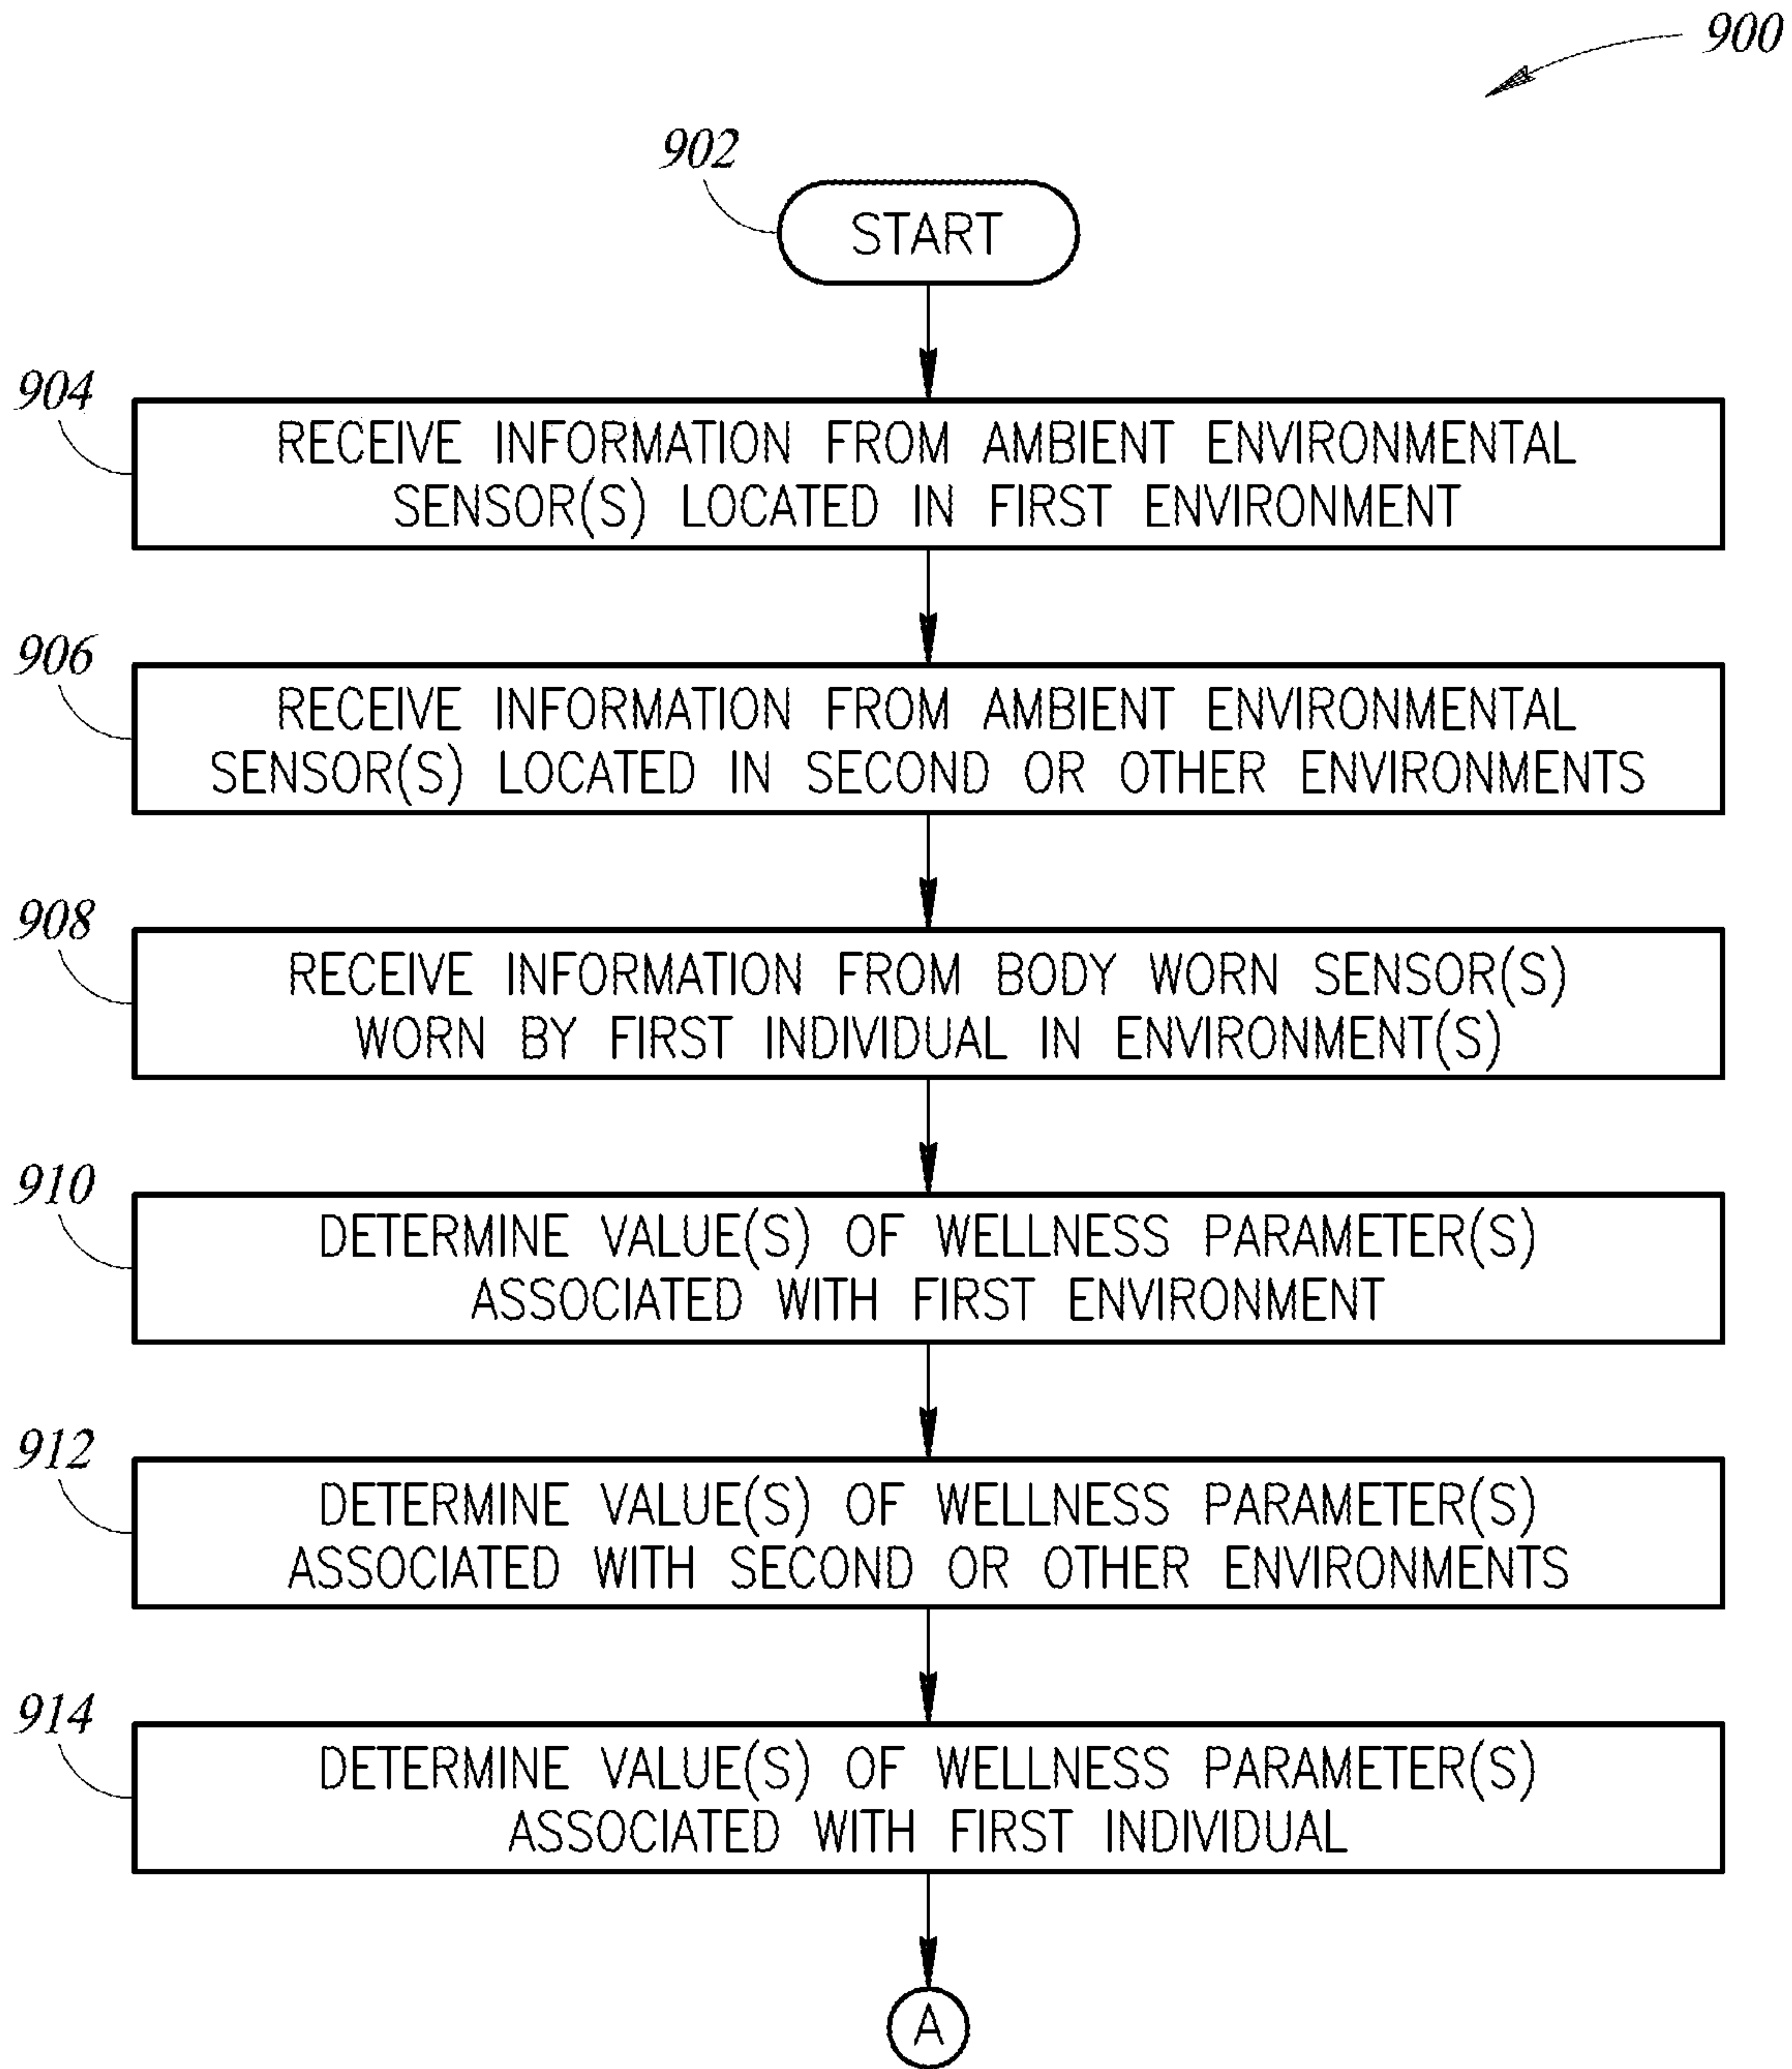 900
902
START
904
RECEIVE INFORMATION FROM AMBIENT ENVIRONMENTAL
SENSOR(S) LOCATED IN FIRST ENVIRONMENT
906
RECEIVE INFORMATION FROM AMBIENT ENVIRONMENTAL
SENSOR(S) LOCATED IN SECOND OR OTHER ENVIRONMENTS
908
RECEIVE INFORMATION FROM BODY WORN SENSOR(S)
WORN BY FIRST INDIVIDUAL IN ENVIRONMENT(S)
910
DETERMINE VALUE(S) OF WELLNESS PARAMETER(S)
ASSOCIATED WITH FIRST ENVIRONMENT
912
DETERMINE VALUE(S) OF WELLNESS PARAMETER(S)
ASSOCIATED WITH SECOND OR OTHER ENVIRONMENTS
914
DETERMINE VALUE(S) OF WELLNESS PARAMETER(S)
ASSOCIATED WITH FIRST INDIVIDUAL
A